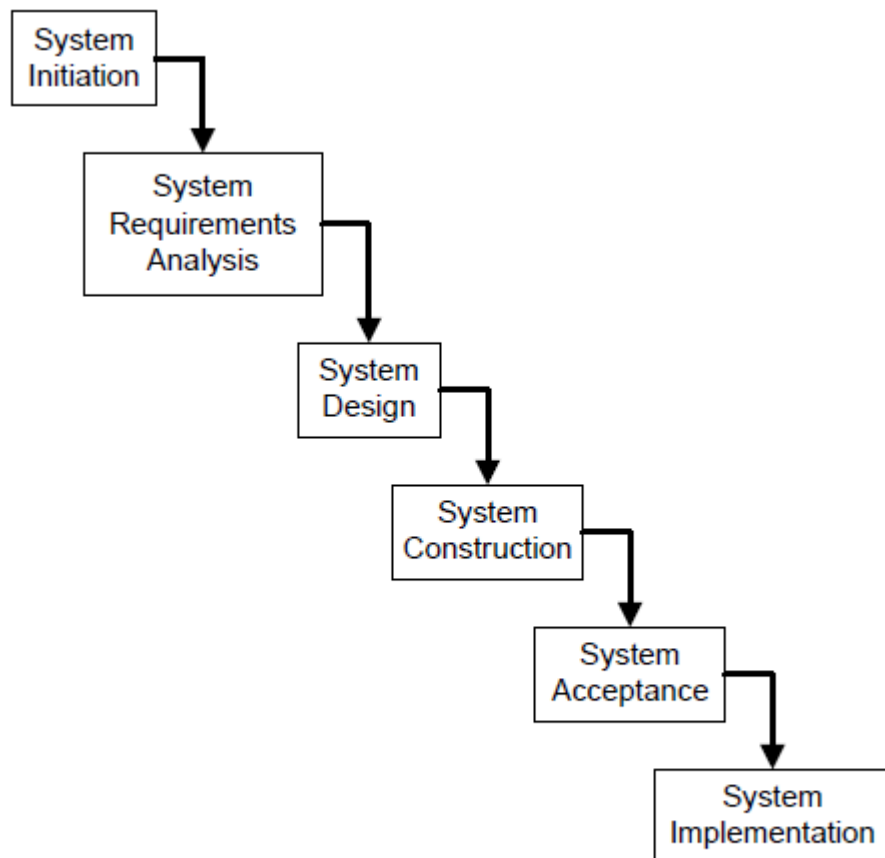 System
Initiation
System
Requirements
Analysis
System
Design
System
Construction
System
Acceptance
System
Implementation